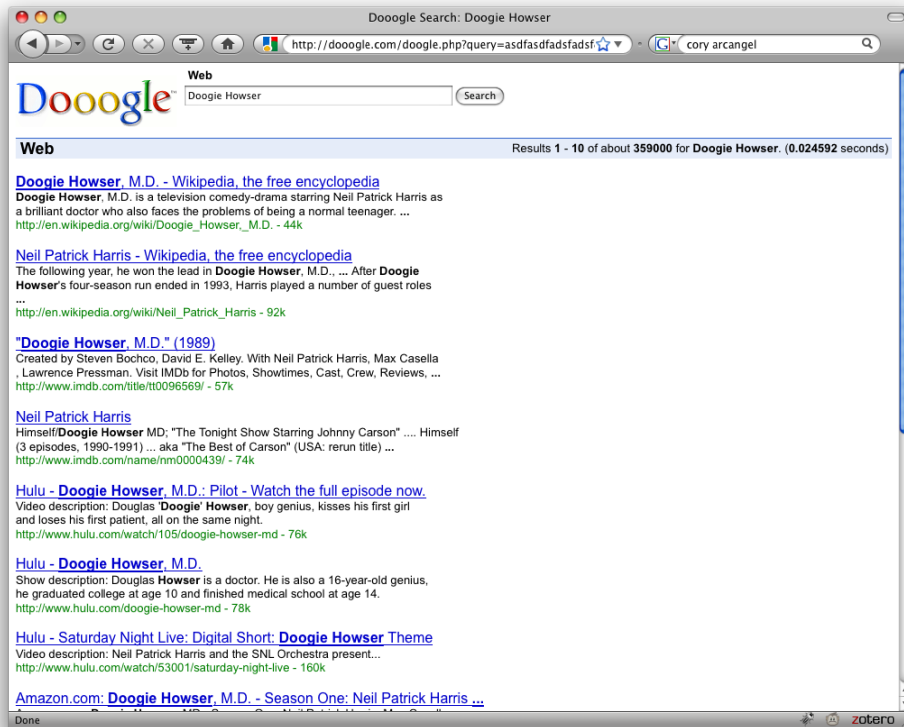 Dooogle Search: Doogie Howser
http://dooogle.com/doogle.php?query=asdfasdfadsfadsf
G
cory arcangel
Dooogle™
Web
Doogie Howser
Search
Web
Results 1 - 10 of about 359000 for Doogie Howser. (0.024592 seconds)
Doogie Howser, M.D. - Wikipedia, the free encyclopedia
Doogie Howser, M.D. is a television comedy-drama starring Neil Patrick Harris as
a brilliant doctor who also faces the problems of being a normal teenager. ...
http://en.wikipedia.org/wiki/Doogie_Howser,_M.D. - 44k
Neil Patrick Harris - Wikipedia, the free encyclopedia
The following year, he won the lead in Doogie Howser, M.D., ... After Doogie
Howser's four-season run ended in 1993, Harris played a number of guest roles
...
http://en.wikipedia.org/wiki/Neil_Patrick_Harris - 92k
"Doogie Howser, M.D." (1989)
Created by Steven Bochco, David E. Kelley. With Neil Patrick Harris, Max Casella
, Lawrence Pressman. Visit IMDb for Photos, Showtimes, Cast, Crew, Reviews, ...
http://www.imdb.com/title/tt0096569/ - 57k
Neil Patrick Harris
Himself/Doogie Howser MD; "The Tonight Show Starring Johnny Carson" .... Himself
(3 episodes, 1990-1991) ... aka "The Best of Carson" (USA: rerun title) ...
http://www.imdb.com/name/nm0000439/ - 74k
Hulu - Doogie Howser, M.D.: Pilot - Watch the full episode now.
Video description: Douglas 'Doogie' Howser, boy genius, kisses his first girl
and loses his first patient, all on the same night.
http://www.hulu.com/watch/105/doogie-howser-md - 76k
Hulu - Doogie Howser, M.D.
Show description: Douglas Howser is a doctor. He is also a 16-year-old genius,
he graduated college at age 10 and finished medical school at age 14.
http://www.hulu.com/doogie-howser-md - 78k
Hulu - Saturday Night Live: Digital Short: Doogie Howser Theme
Video description: Neil Patrick Harris and the SNL Orchestra present...
http://www.hulu.com/watch/53001/saturday-night-live - 160k
Amazon.com: Doogie Howser, M.D. - Season One: Neil Patrick Harris ...
Done
zotero